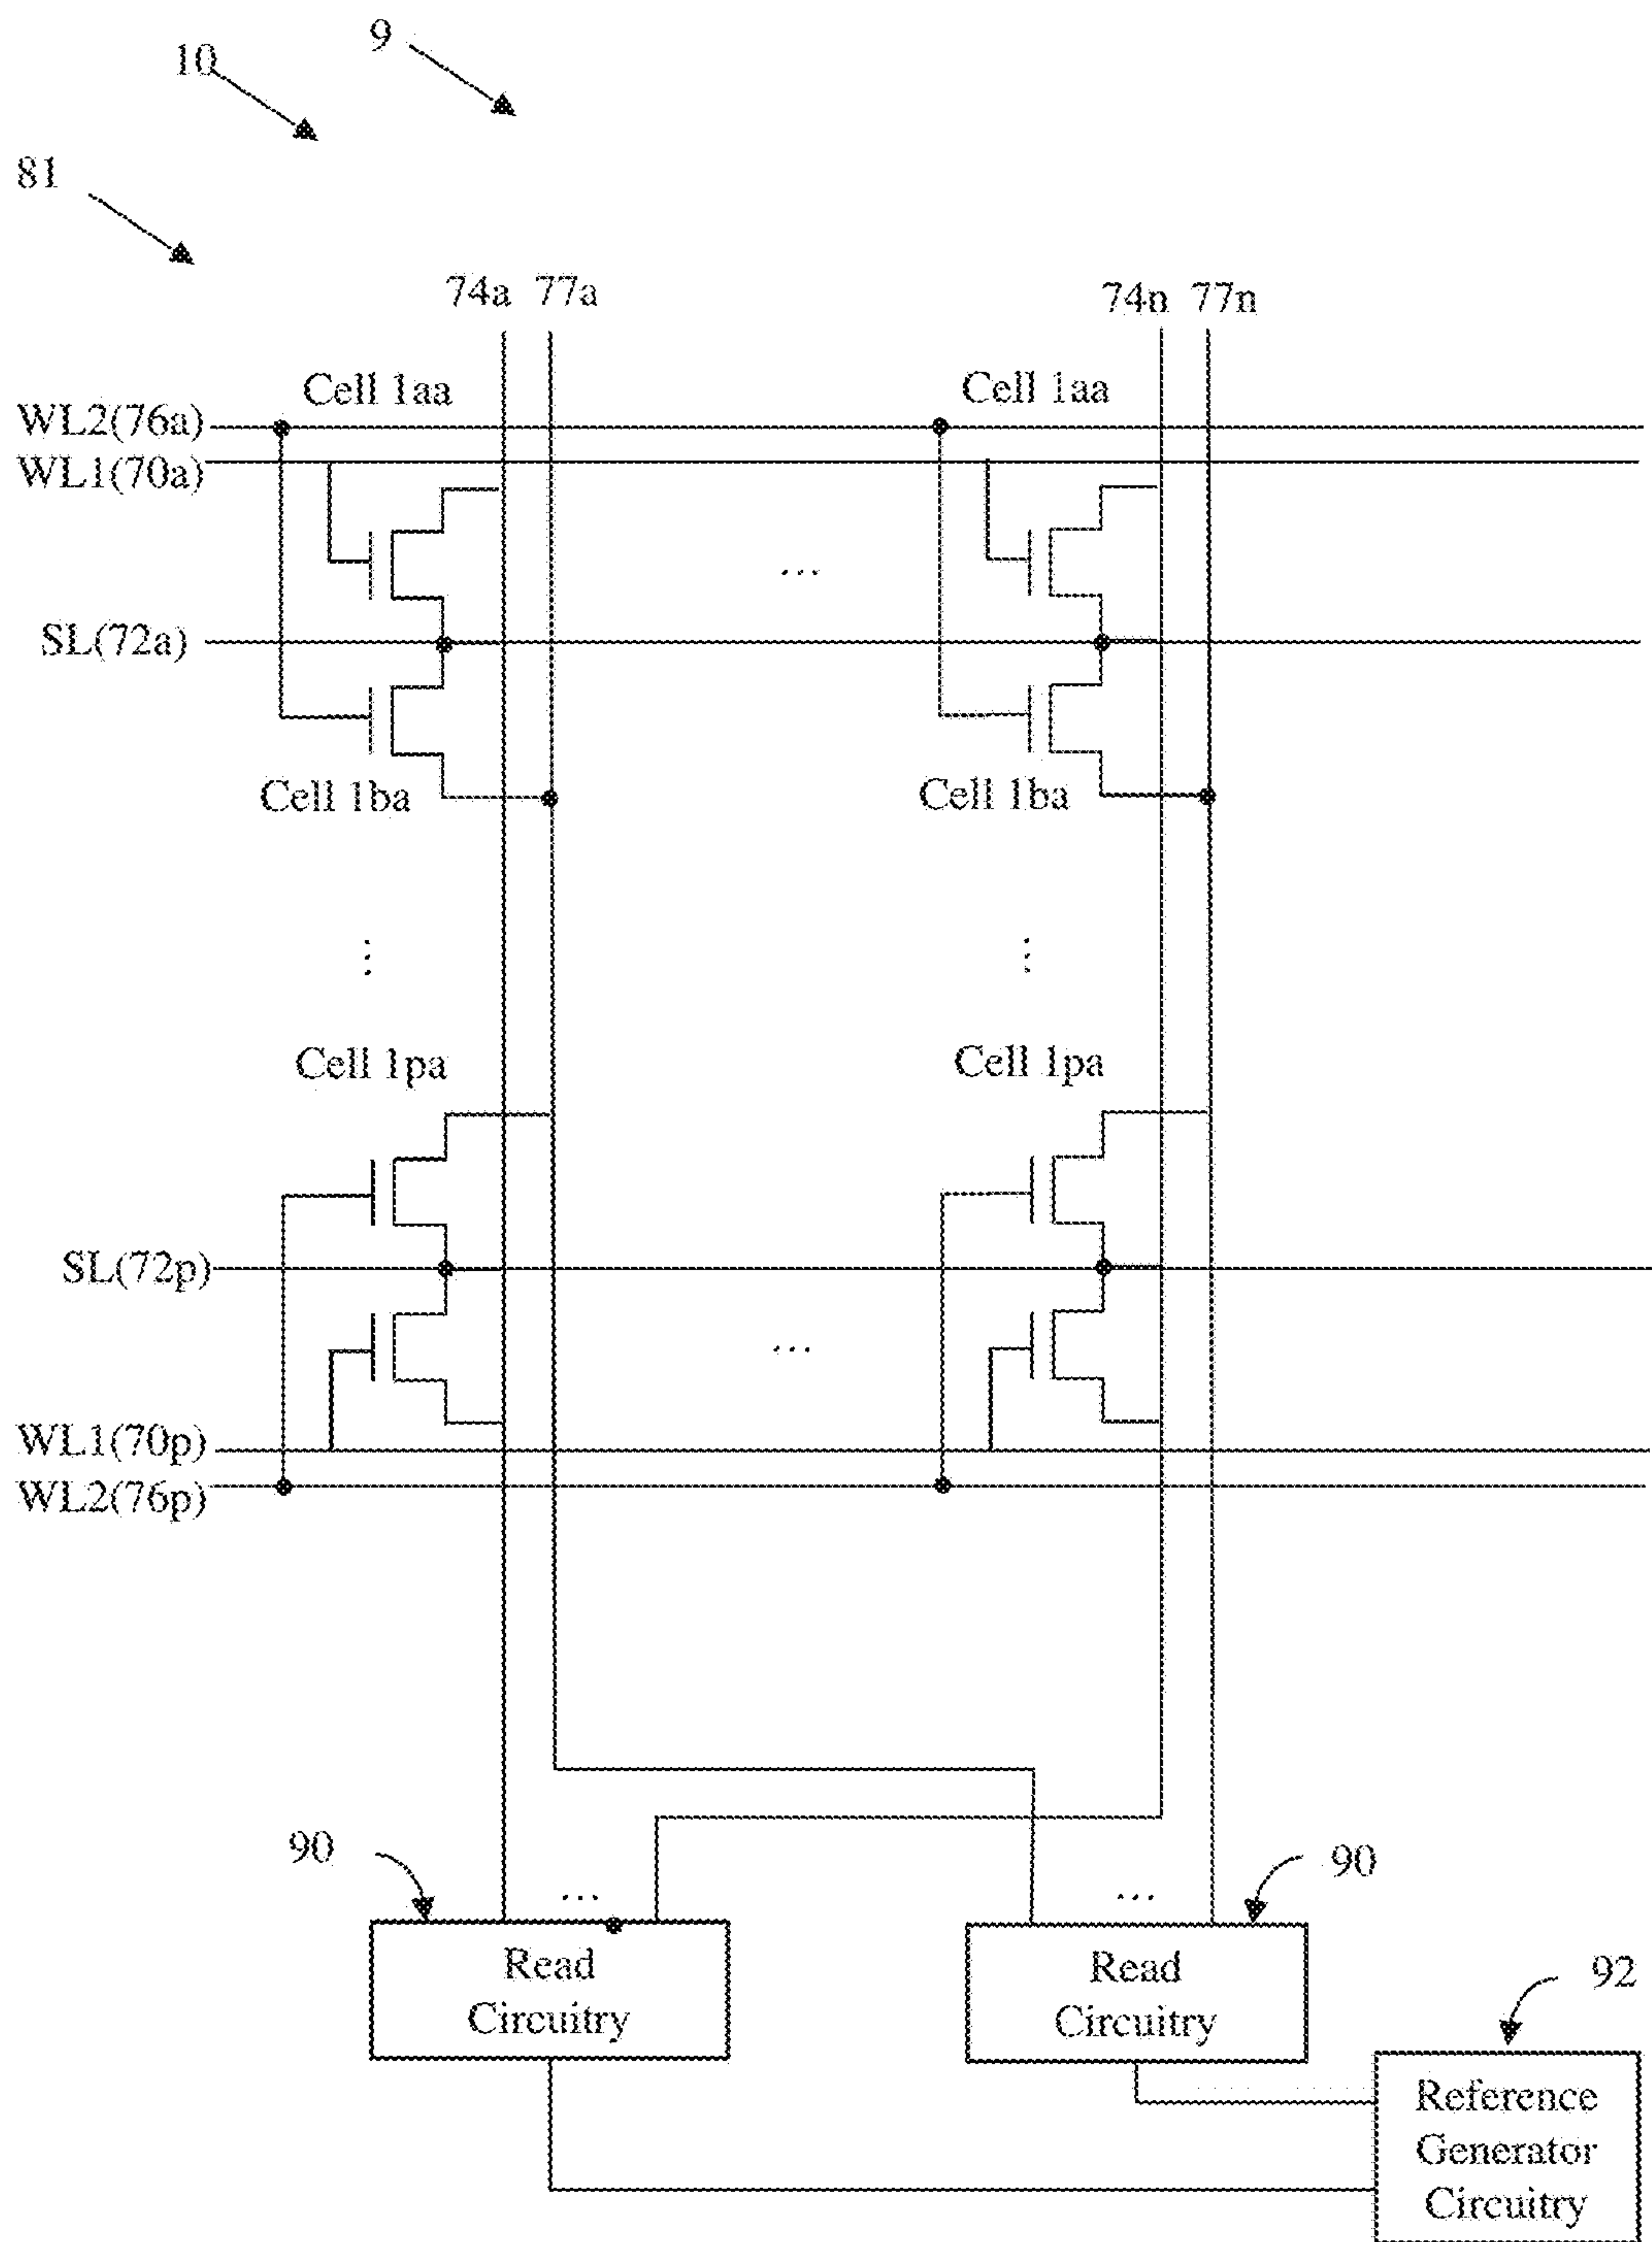 9
10
81
74a 77a
74n 77n
Cell 1aa
Cell 1aa
WL2(76a)
WL1(70a)
...
SL(72a)
Cell 1ba
Cell 1ba
Cell 1pa
Cell 1pa
SL(72p)
...
WL1(70p)
WL2(76p)
90
90
...
...
Read
Circuitry
Read
Circuitry
92
Reference
Generator
Circuitry